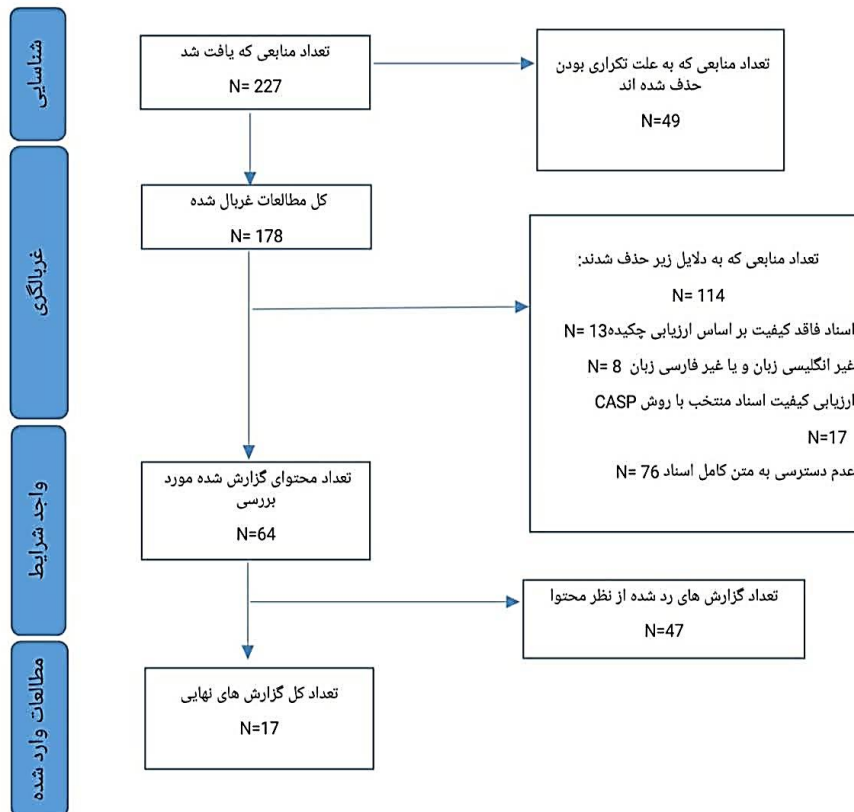 شناسایی
تعداد منابعی که یافت شد
N= 227
تعداد منابعی که به علت تکراری بودن
حذف شده اند
N=49
غربالگری
کل مطالعات غربال شده
N= 178
تعداد منابعی که به دلایل زیر حذف شدند:
N= 114
اسناد فاقد کیفیت بر اساس ارزیابی چکیده N= 13
غیر انگلیسی زبان و یا غیر فارسی زبان N= 8
ارزیابی کیفیت اسناد منتخب با روش CASP
N=17
عدم دسترسی به متن کامل اسناد N= 76
واجد شرایط
تعداد محتوای گزارش شده مورد
بررسی
N=64
تعداد گزارش های رد شده از نظر محتوا
N=47
مطالعات وارد شده
تعداد کل گزارش های نهایی
N=17